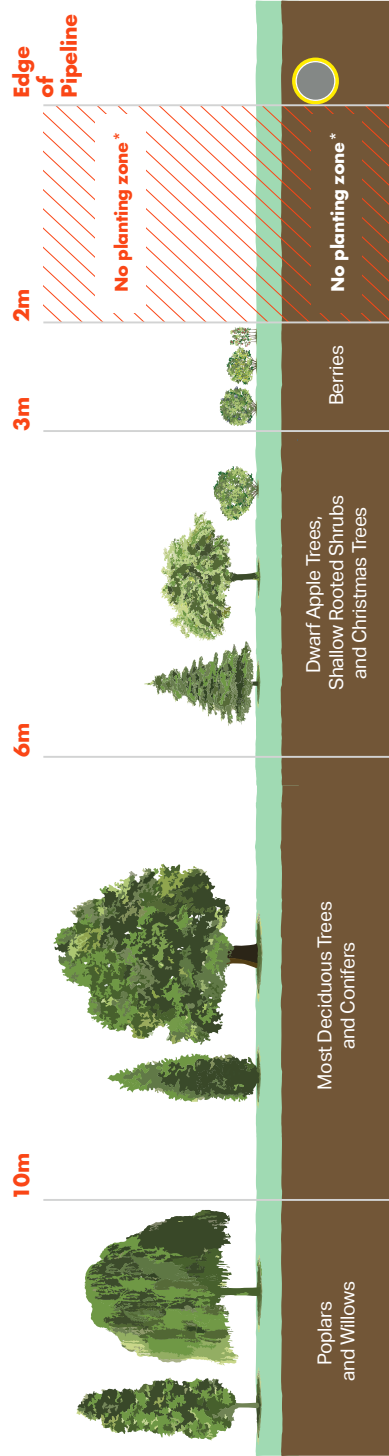 10m
6m
3m
2m
Edge
of
Pipeline
No planting zone *
Poplars
and Willows
Most Deciduous Trees
and Conifers
Dwarf Apple Trees,
Shallow Rooted Shrubs
and Christmas Trees
Berries
No planting zone *